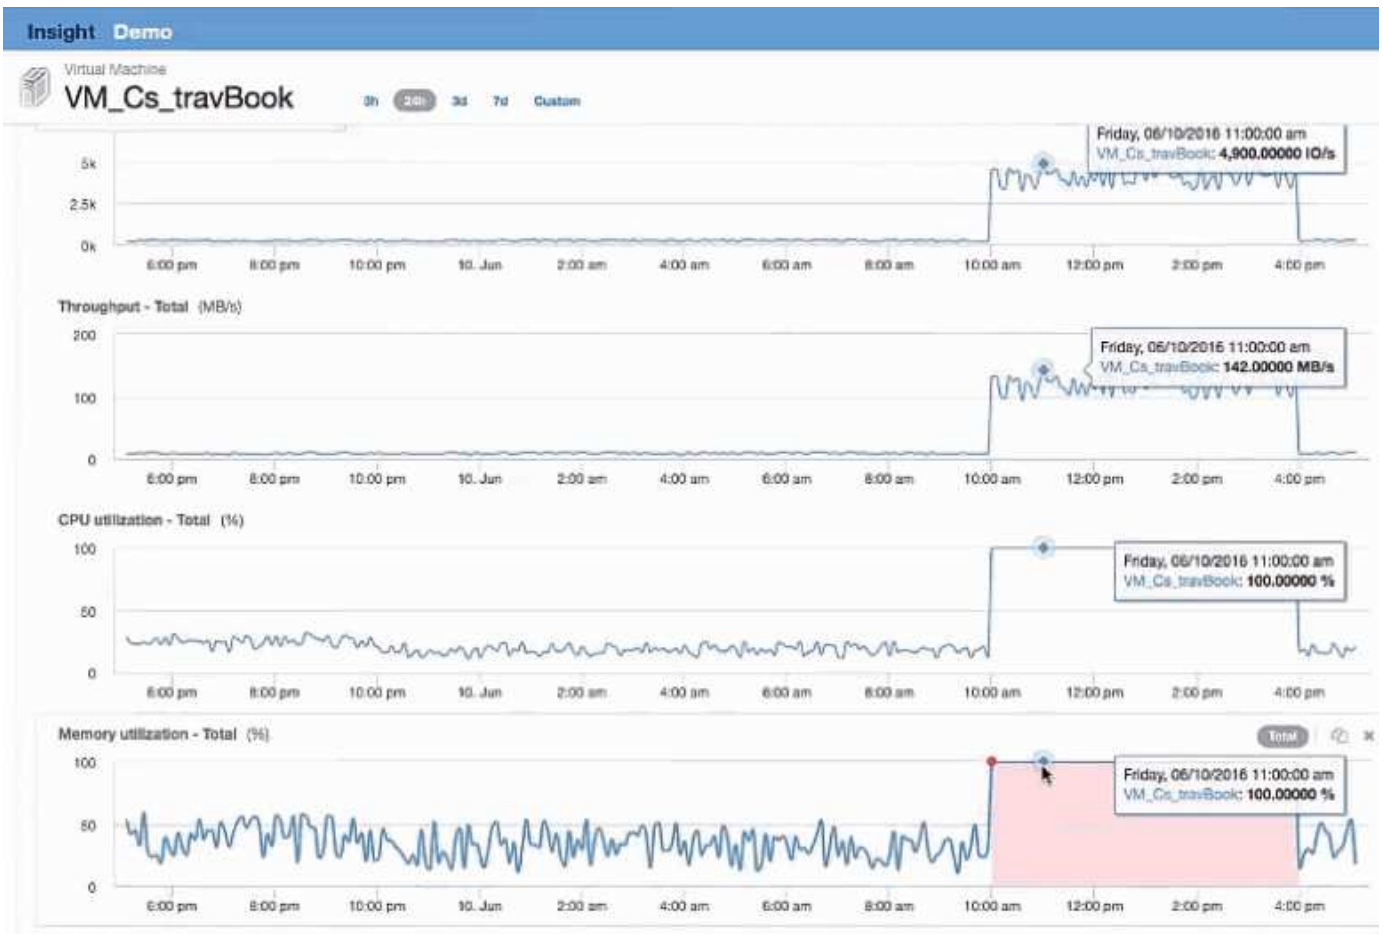 Insight Demo
Virtual Machine
VM_Cs_travBook
3h 24h 3d 7d Custom
Friday, 06/10/2016 11:00:00 am
VM_Cs_travBook: 4,900.00000 IO/s
5k
2.5k
0k
6:00 pm 8:00 pm 10:00 pm 10. Jun 2:00 am 4:00 am 6:00 am 8:00 am 10:00 am 12:00 pm 2:00 pm 4:00 pm
Throughput - Total (MB/s)
200
Friday, 06/10/2016 11:00:00 am
VM_Cs_travBook: 142.00000 MB/s
100
0
6:00 pm 8:00 pm 10:00 pm 10. Jun 2:00 am 4:00 am 6:00 am 8:00 am 10:00 am 12:00 pm 2:00 pm 4:00 pm
CPU utilization - Total (%)
100
Friday, 06/10/2016 11:00:00 am
VM_Cs_travBook: 100.00000 %
50
0
6:00 pm 8:00 pm 10:00 pm 10. Jun 2:00 am 4:00 am 6:00 am 8:00 am 10:00 am 12:00 pm 2:00 pm 4:00 pm
Memory utilization - Total (%)
Total
100
Friday, 06/10/2016 11:00:00 am
VM_Cs_travBook: 100.00000 %
50
0
6:00 pm 8:00 pm 10:00 pm 10. Jun 2:00 am 4:00 am 6:00 am 8:00 am 10:00 am 12:00 pm 2:00 pm 4:00 pm